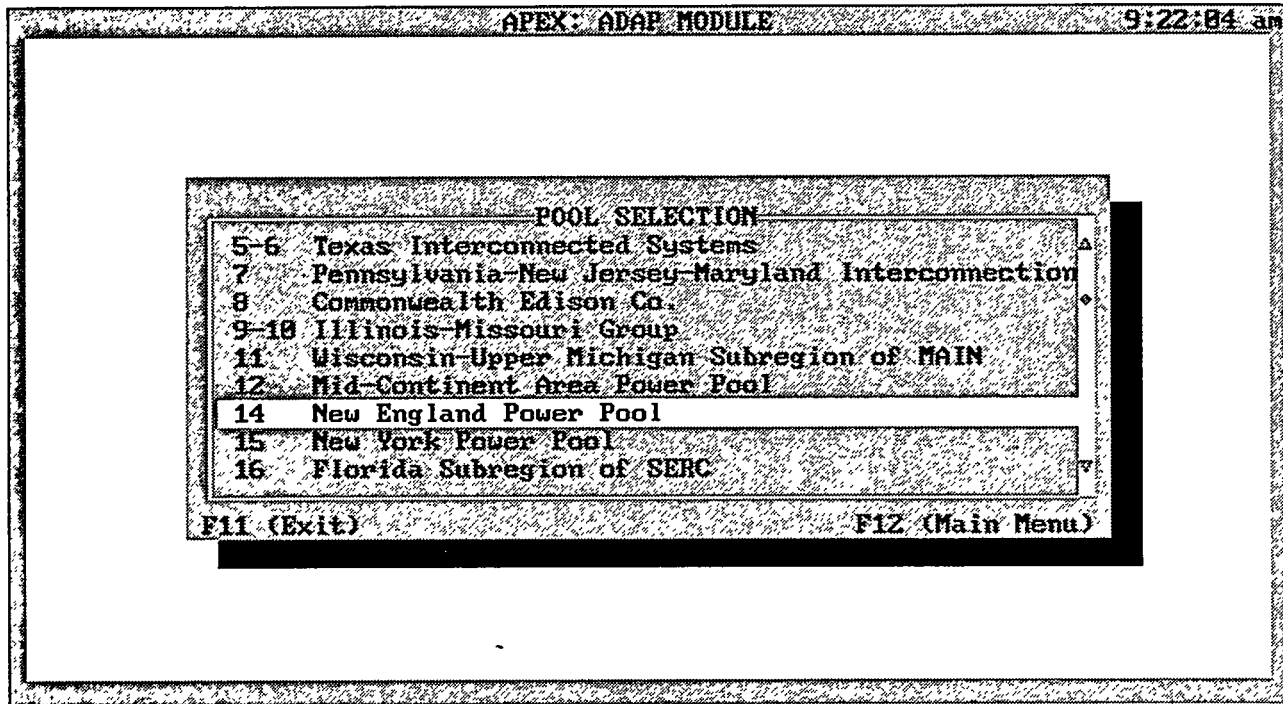 APEX: ADAP MODULE 9:22:04 am
POOL SELECTION
5-6 Texas Interconnected Systems
7 Pennsylvania-New Jersey-Maryland Interconnection
8 Commonwealth Edison Co.
9-10 Illinois-Missouri Group
11 Wisconsin-Upper Michigan Subregion of MAIN
12 Mid-Continent Area Power Pool
14 New England Power Pool
15 New York Power Pool
16 Florida Subregion of SERC
F11 (Exit) F12 (Main Menu)